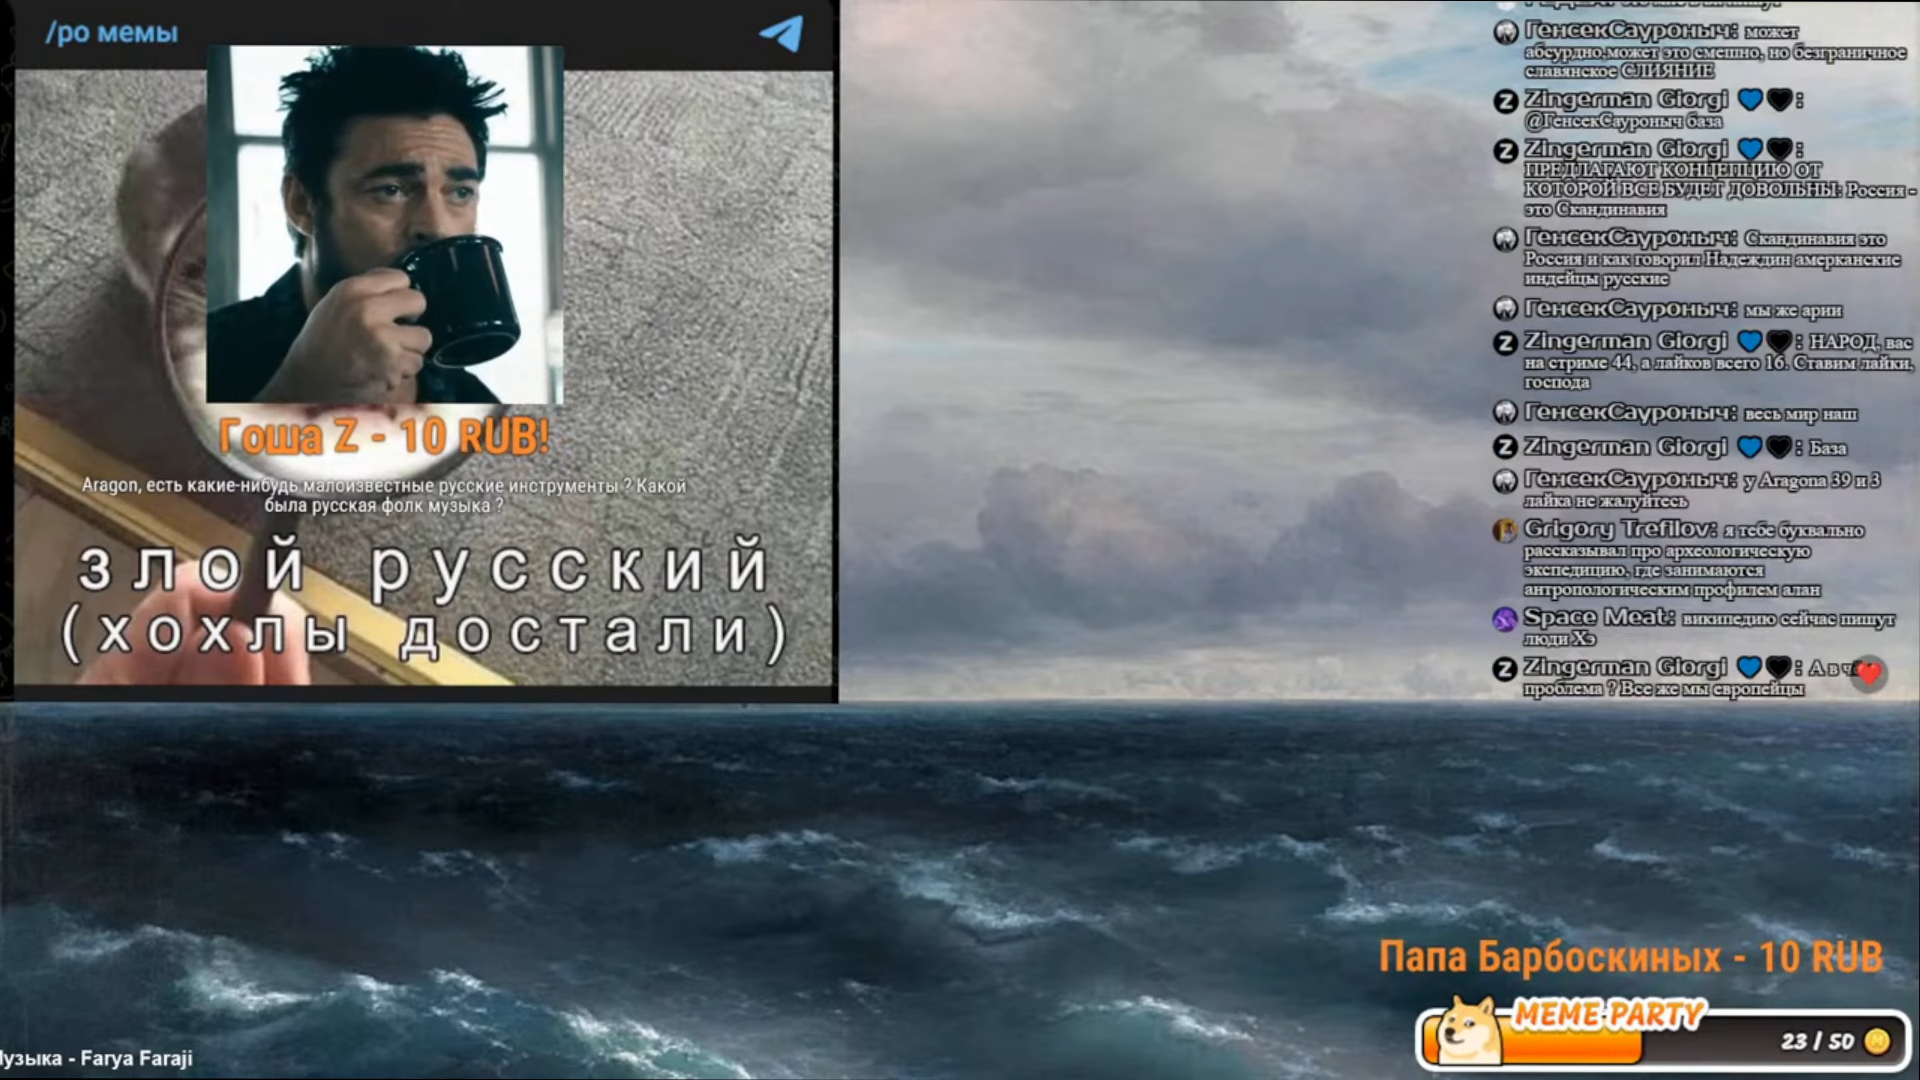 /ро мемы
Гоша Z - 10 RUB!
Aragon, есть какие-нибудь малоизвестные русские инструменты ? Какой
была русская фолк музыка ?
злой русский
(хохлы достали)
ГенсекСауроныч: может
абсурдно,может это смешно, но безграничное
славянское СЛИЯНИЕ
Zingerman Giorgi 💙🖤:
@ГенсекСауроныч база
Zingerman Giorgi 💙🖤:
ПРЕДЛАГАЮТ КОНЦЕПЦИЮ ОТ
КОТОРОЙ ВСЕ БУДЕТ ДОВОЛЬНЫ: Россия -
это Скандинавия
ГенсекСауроныч: Скандинавия это
Россия и как говорил Надеждин амерканские
индейцы русские
ГенсекСауроныч: мы же арии
Zingerman Giorgi 💙🖤: НАРОД, вас
на стриме 44, а лайков всего 16. Ставим лайки,
господа
ГенсекСауроныч: весь мир наш
Zingerman Giorgi 💙🖤: База
ГенсекСауроныч: у Aragona 39 и 3
лайка не жалуйтесь
Grigory Trefilov: я тебе буквально
рассказывал про археологическую
экспедицию, где занимаются
антропологическим профилем алан
Space Meat: википедию сейчас пишут
люди Хэ
Zingerman Giorgi 💙🖤: А в
проблема ? Все же мы европейцы
Папа Барбоскиных - 10 RUB
MEME PARTY
23 / 50
- Farya Faraji